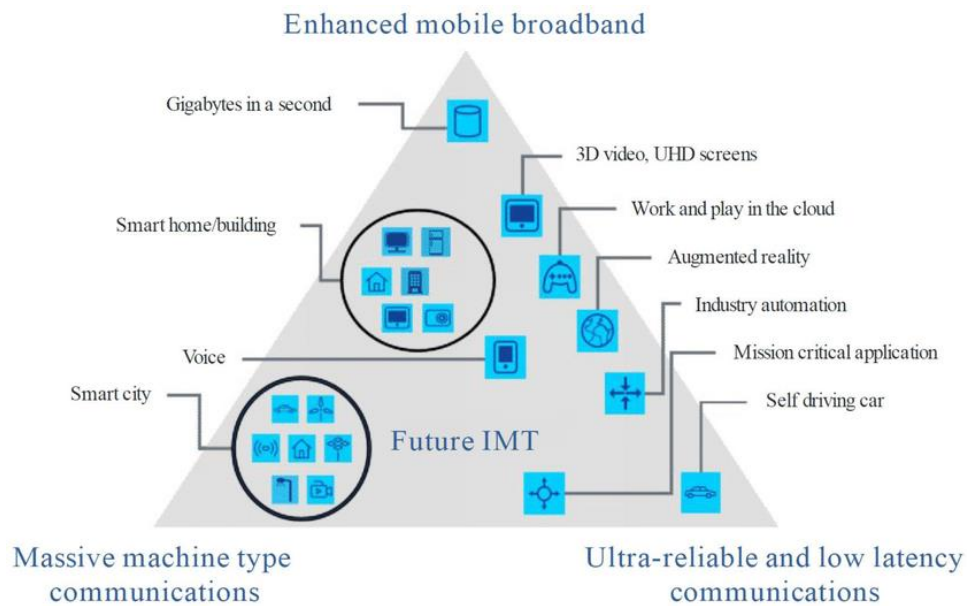 Enhanced mobile broadband
Gigabytes in a second
3D video, UHD screens
Work and play in the cloud
Smart home/building
Augmented reality
Industry automation
Voice
Mission critical application
Smart city
Self driving car
Future IMT
Massive machine type
communications
Ultra-reliable and low latency
communications